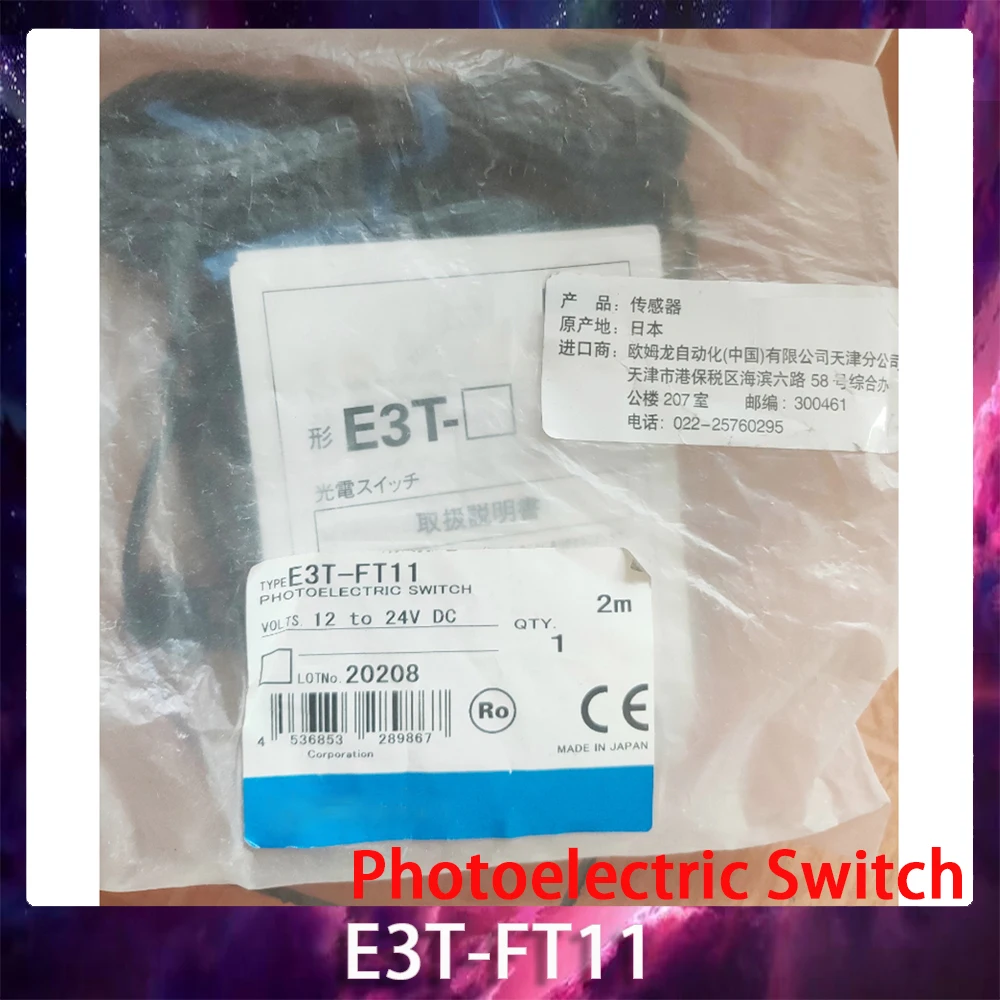 产 品：传感器
原产地：日本
进口商：欧姆龙自动化(中国)有限公司天津分公司
天津市港保税区海滨六路 58 号综合办
公楼 207 室 邮编：300461
电话：022-25760295
形 E3T-□
光電スイッチ
取扱説明書
TYPE E3T-FT11
PHOTOELECTRIC SWITCH
VOLTS. 12 to 24V DC
2m
QTY. 1
LOTNo. 20208
Ro
CE
4 536853 289867
Corporation
MADE IN JAPAN
Photoelectric Switch
E3T-FT11